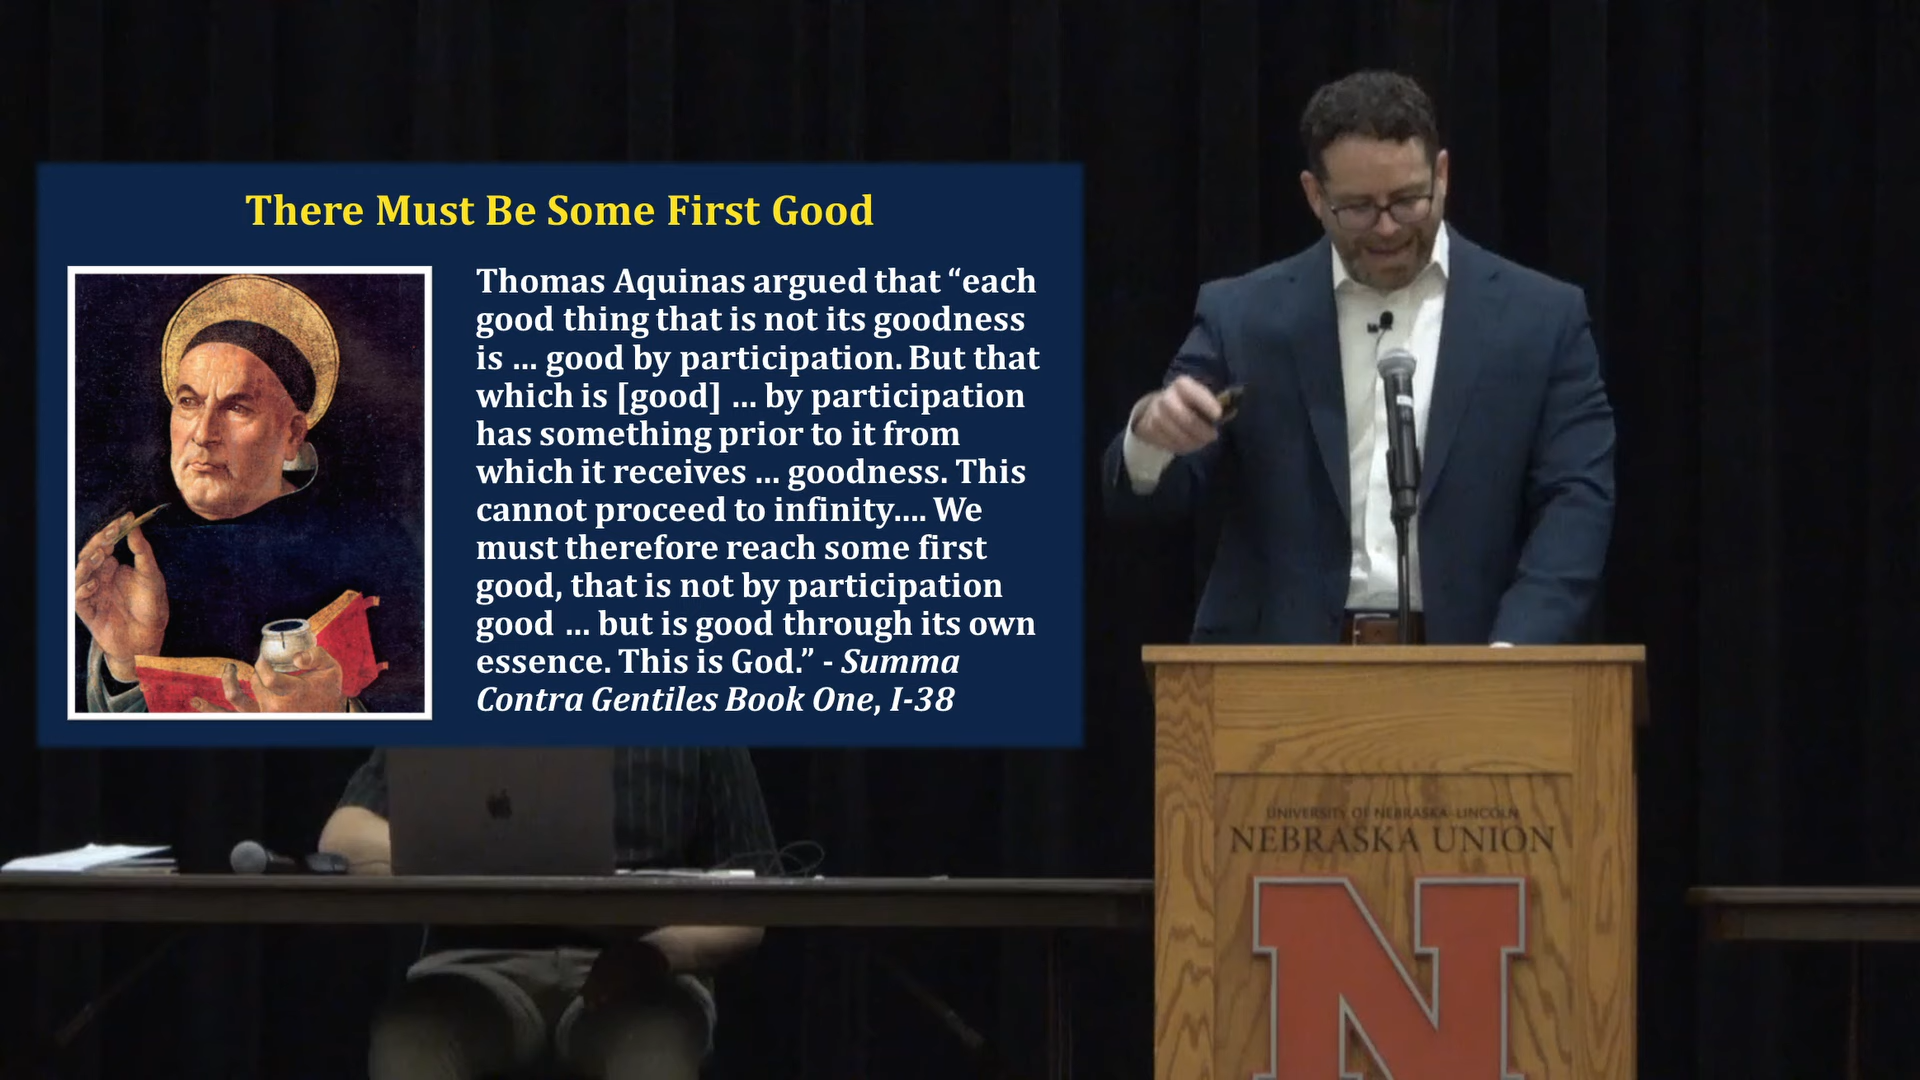 There Must Be Some First Good
Thomas Aquinas argued that “each
good thing that is not its goodness
is ... good by participation. But that
which is [good] ... by participation
has something prior to it from
which it receives ... goodness. This
cannot proceed to infinity.... We
must therefore reach some first
good, that is not by participation
good ... but is good through its own
essence. This is God.” - Summa
Contra Gentiles Book One, I-38
UNIVERSITY OF NEBRASKA-LINCOLN
NEBRASKA UNION
N